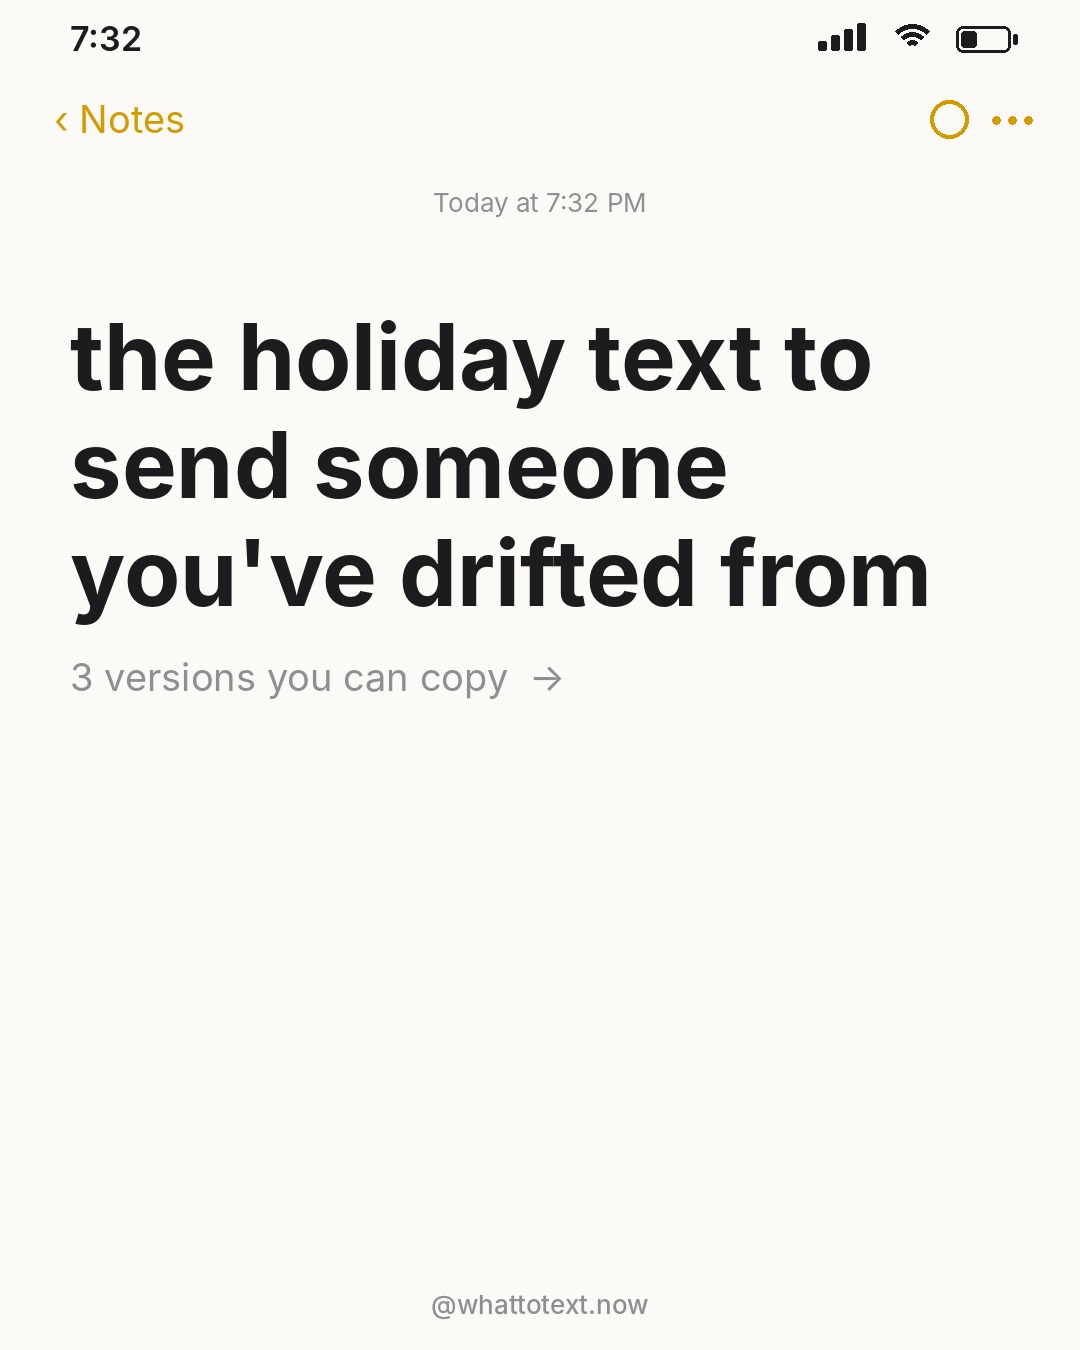 7:32
‹ Notes
Today at 7:32 PM
the holiday text to
send someone
you've drifted from
3 versions you can copy →
@whattotext.now